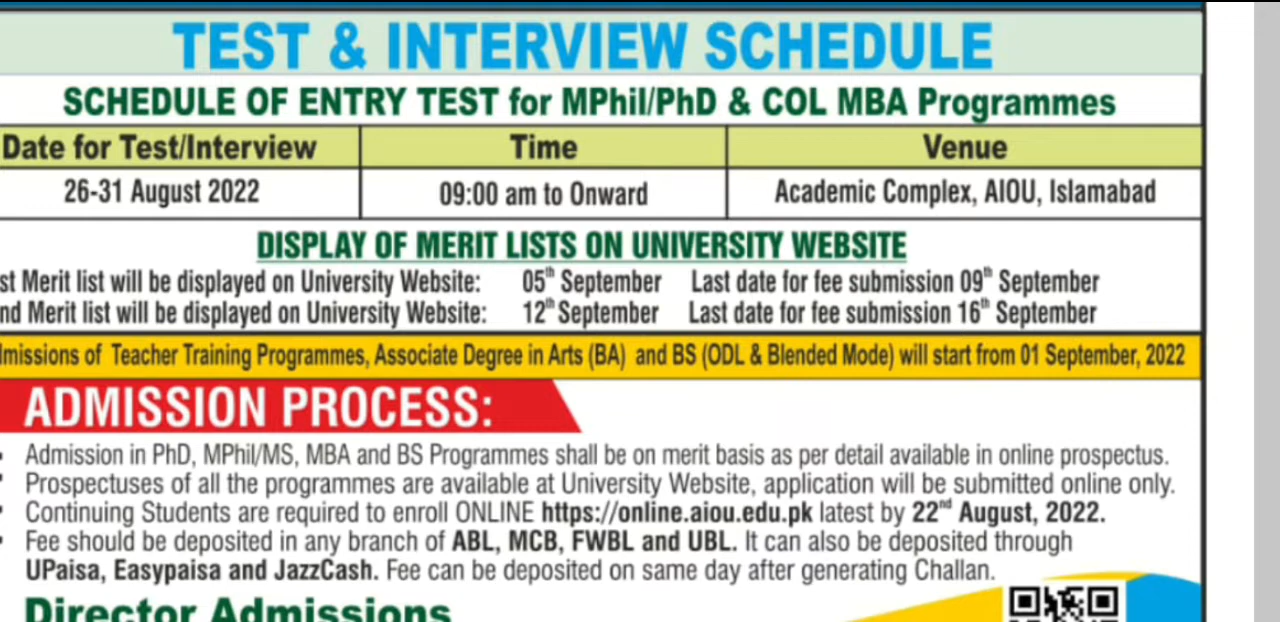 TEST & INTERVIEW SCHEDULE
SCHEDULE OF ENTRY TEST for MPhil/PhD & COL MBA Programmes
Date for Test/Interview Time Venue
26-31 August 2022 09:00 am to Onward Academic Complex, AIOU, Islamabad
DISPLAY OF MERIT LISTS ON UNIVERSITY WEBSITE
st Merit list will be displayed on University Website: 05th September Last date for fee submission 09th September
nd Merit list will be displayed on University Website: 12th September Last date for fee submission 16th September
missions of Teacher Training Programmes, Associate Degree in Arts (BA) and BS (ODL & Blended Mode) will start from 01 September, 2022
ADMISSION PROCESS:
Admission in PhD, MPhil/MS, MBA and BS Programmes shall be on merit basis as per detail available in online prospectus.
Prospectuses of all the programmes are available at University Website, application will be submitted online only.
Continuing Students are required to enroll ONLINE https://online.aiou.edu.pk latest by 22nd August, 2022.
Fee should be deposited in any branch of ABL, MCB, FWBL and UBL. It can also be deposited through
UPaisa, Easypaisa and JazzCash. Fee can be deposited on same day after generating Challan.
Director Admissions